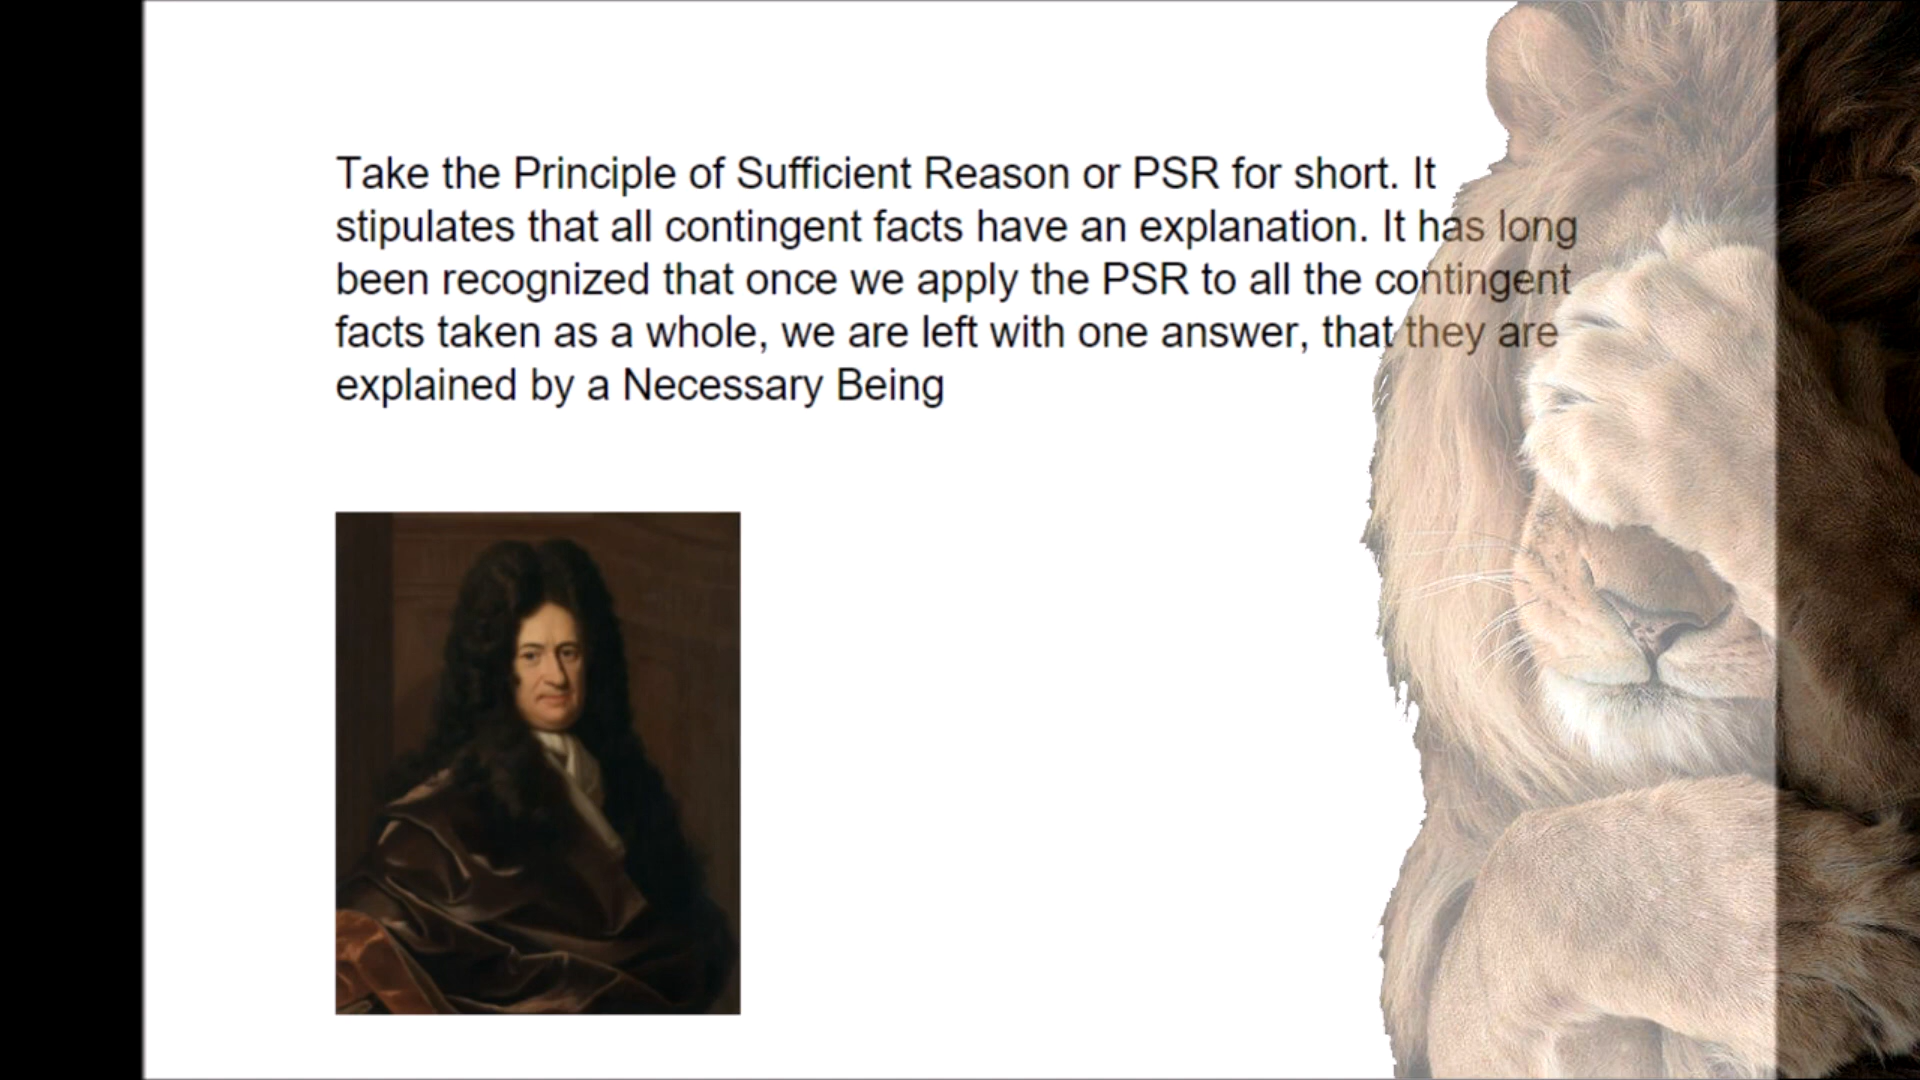 Take the Principle of Sufficient Reason or PSR for short. It
stipulates that all contingent facts have an explanation. It has long
been recognized that once we apply the PSR to all the contingent
facts taken as a whole, we are left with one answer, that they are
explained by a Necessary Being